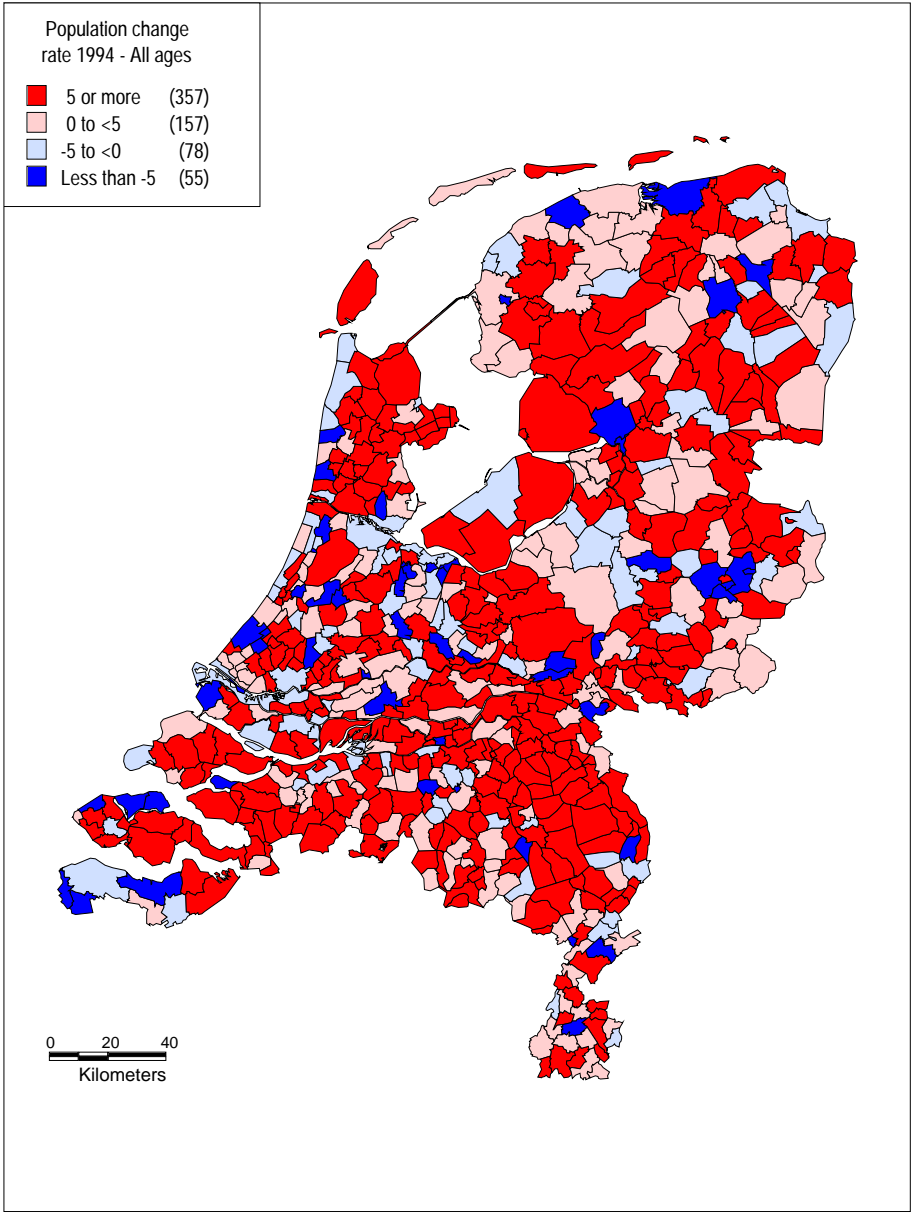 Population change
rate 1994 - All ages
5 or more (357)
0 to <5 (157)
-5 to <0 (78)
Less than -5 (55)
0 20 40
Kilometers